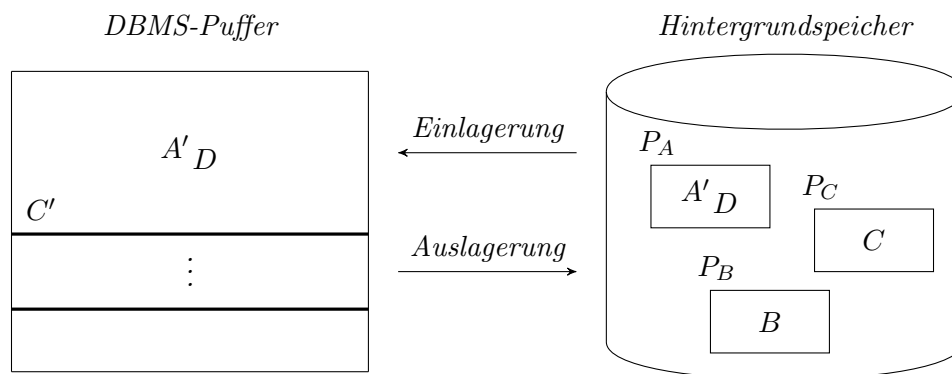 DBMS-Puffer
Hintergrundspeicher
A′ D
C′
⋮
Einlagerung
Auslagerung
P_A
A′ D
P_C
C
P_B
B